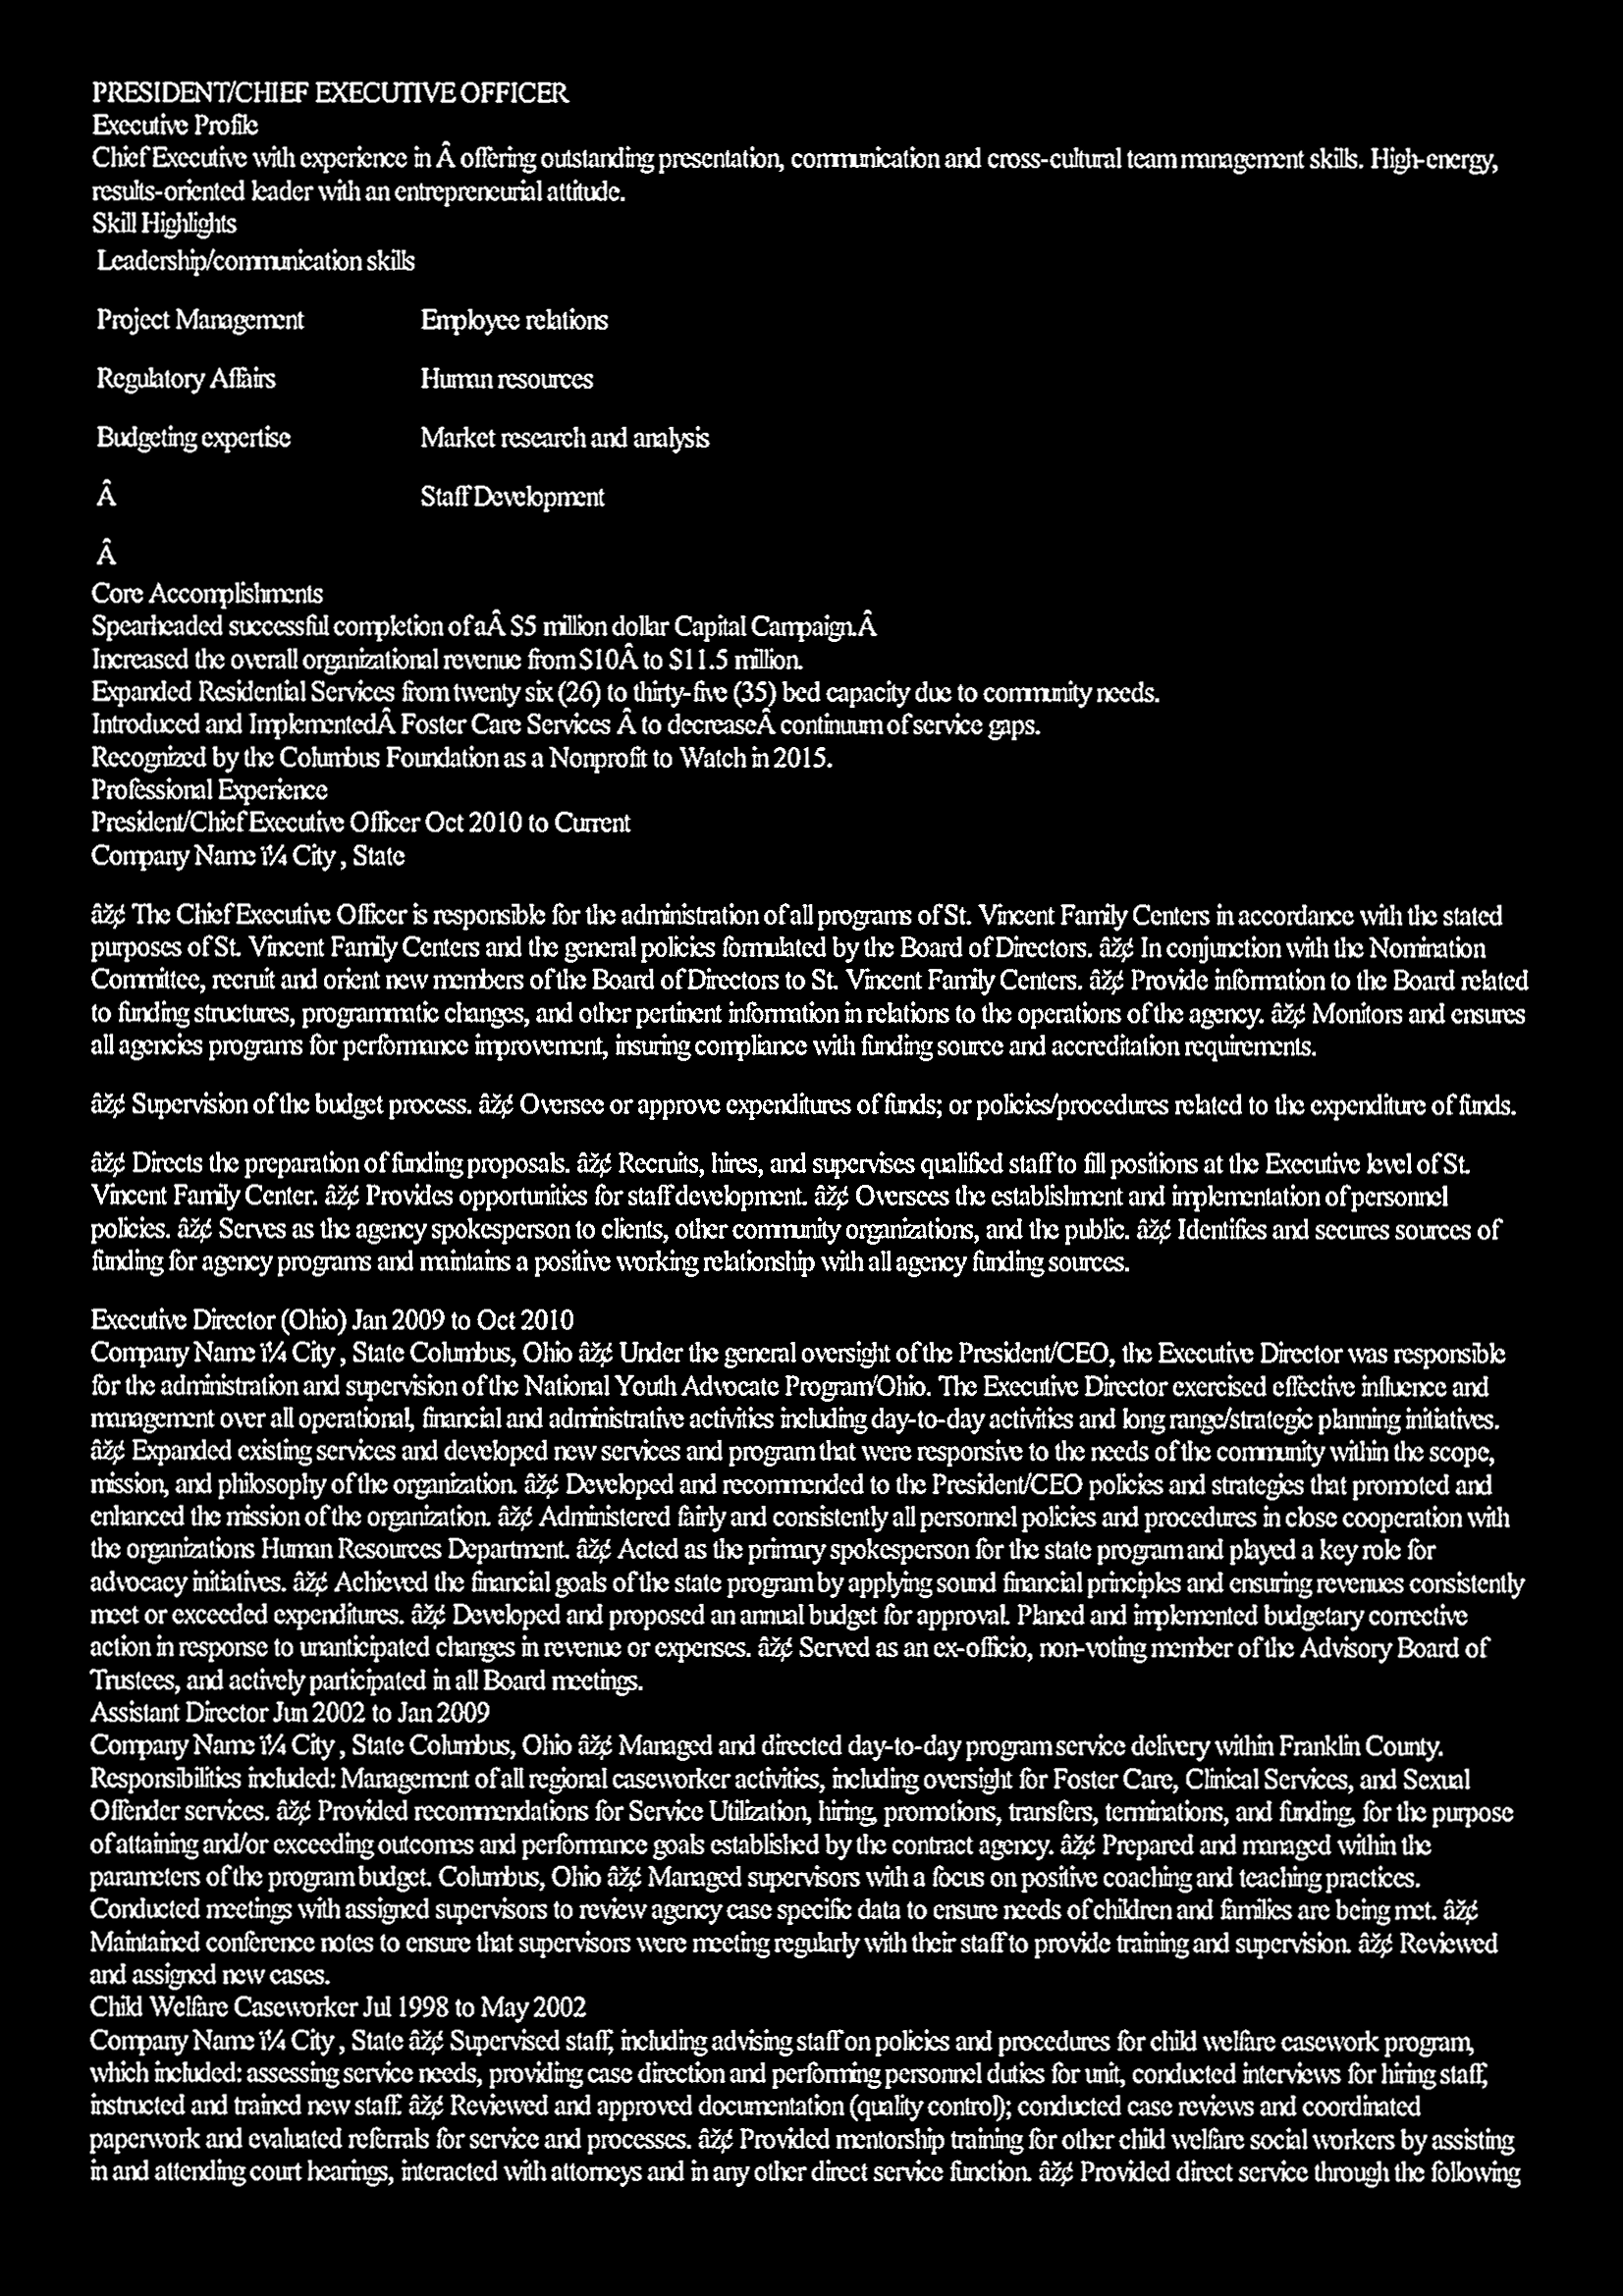 PRESIDENT/CHIEF EXECUTIVE OFFICER
Executive Profile
Chief Executive with experience in Â offering outstanding presentation, communication and cross-cultural team management skills. High-energy,
results-oriented leader with an entrepreneurial attitude.
Skill Highlights
Leadership/communication skills
Project Management Employee relations
Regulatory Affairs Human resources
Budgeting expertise Market research and analysis
Â Staff Development
Â
Core Accomplishments
Spearheaded successful completion of aÂ $5 million dollar Capital Campaign.Â
Increased the overall organizational revenue from $10Â to $11.5 million.
Expanded Residential Services from twenty six (26) to thirty-five (35) bed capacity due to community needs.
Introduced and ImplementedÂ Foster Care Services Â to decreaseÂ continuum of service gaps.
Recognized by the Columbus Foundation as a Nonprofit to Watch in 2015.
Professional Experience
President/Chief Executive Officer Oct 2010 to Current
Company Name ï¼ City , State
âž¢ The Chief Executive Officer is responsible for the administration of all programs of St. Vincent Family Centers in accordance with the stated
purposes of St. Vincent Family Centers and the general policies formulated by the Board of Directors. âž¢ In conjunction with the Nomination
Committee, recruit and orient new members of the Board of Directors to St. Vincent Family Centers. âž¢ Provide information to the Board related
to funding structures, programmatic changes, and other pertinent information in relations to the operations of the agency. âž¢ Monitors and ensures
all agencies programs for performance improvement, insuring compliance with funding source and accreditation requirements.
âž¢ Supervision of the budget process. âž¢ Oversee or approve expenditures of funds; or policies/procedures related to the expenditure of funds.
âž¢ Directs the preparation of funding proposals. âž¢ Recruits, hires, and supervises qualified staff to fill positions at the Executive level of St.
Vincent Family Center. âž¢ Provides opportunities for staff development. âž¢ Oversees the establishment and implementation of personnel
policies. âž¢ Serves as the agency spokesperson to clients, other community organizations, and the public. âž¢ Identifies and secures sources of
funding for agency programs and maintains a positive working relationship with all agency funding sources.
Executive Director (Ohio) Jan 2009 to Oct 2010
Company Name ï¼ City , State Columbus, Ohio âž¢ Under the general oversight of the President/CEO, the Executive Director was responsible
for the administration and supervision of the National Youth Advocate Program/Ohio. The Executive Director exercised effective influence and
management over all operational, financial and administrative activities including day-to-day activities and long range/strategic planning initiatives.
âž¢ Expanded existing services and developed new services and program that were responsive to the needs of the community within the scope,
mission, and philosophy of the organization. âž¢ Developed and recommended to the President/CEO policies and strategies that promoted and
enhanced the mission of the organization. âž¢ Administered fairly and consistently all personnel policies and procedures in close cooperation with
the organizations Human Resources Department. âž¢ Acted as the primary spokesperson for the state program and played a key role for
advocacy initiatives. âž¢ Achieved the financial goals of the state program by applying sound financial principles and ensuring revenues consistently
meet or exceeded expenditures. âž¢ Developed and proposed an annual budget for approval. Planed and implemented budgetary corrective
action in response to unanticipated changes in revenue or expenses. âž¢ Served as an ex-officio, non-voting member of the Advisory Board of
Trustees, and actively participated in all Board meetings.
Assistant Director Jun 2002 to Jan 2009
Company Name ï¼ City , State Columbus, Ohio âž¢ Managed and directed day-to-day program service delivery within Franklin County.
Responsibilities included: Management of all regional caseworker activities, including oversight for Foster Care, Clinical Services, and Sexual
Offender services. âž¢ Provided recommendations for Service Utilization, hiring, promotions, transfers, terminations, and funding, for the purpose
of attaining and/or exceeding outcomes and performance goals established by the contract agency. âž¢ Prepared and managed within the
parameters of the program budget. Columbus, Ohio âž¢ Managed supervisors with a focus on positive coaching and teaching practices.
Conducted meetings with assigned supervisors to review agency case specific data to ensure needs of children and families are being met. âž¢
Maintained conference notes to ensure that supervisors were meeting regularly with their staff to provide training and supervision. âž¢ Reviewed
and assigned new cases.
Child Welfare Caseworker Jul 1998 to May 2002
Company Name ï¼ City , State âž¢ Supervised staff, including advising staff on policies and procedures for child welfare casework program,
which included: assessing service needs, providing case direction and performing personnel duties for unit, conducted interviews for hiring staff,
instructed and trained new staff. âž¢ Reviewed and approved documentation (quality control); conducted case reviews and coordinated
paperwork and evaluated referrals for service and processes. âž¢ Provided mentorship training for other child welfare social workers by assisting
in and attending court hearings, interacted with attorneys and in any other direct service function. âž¢ Provided direct service through the following